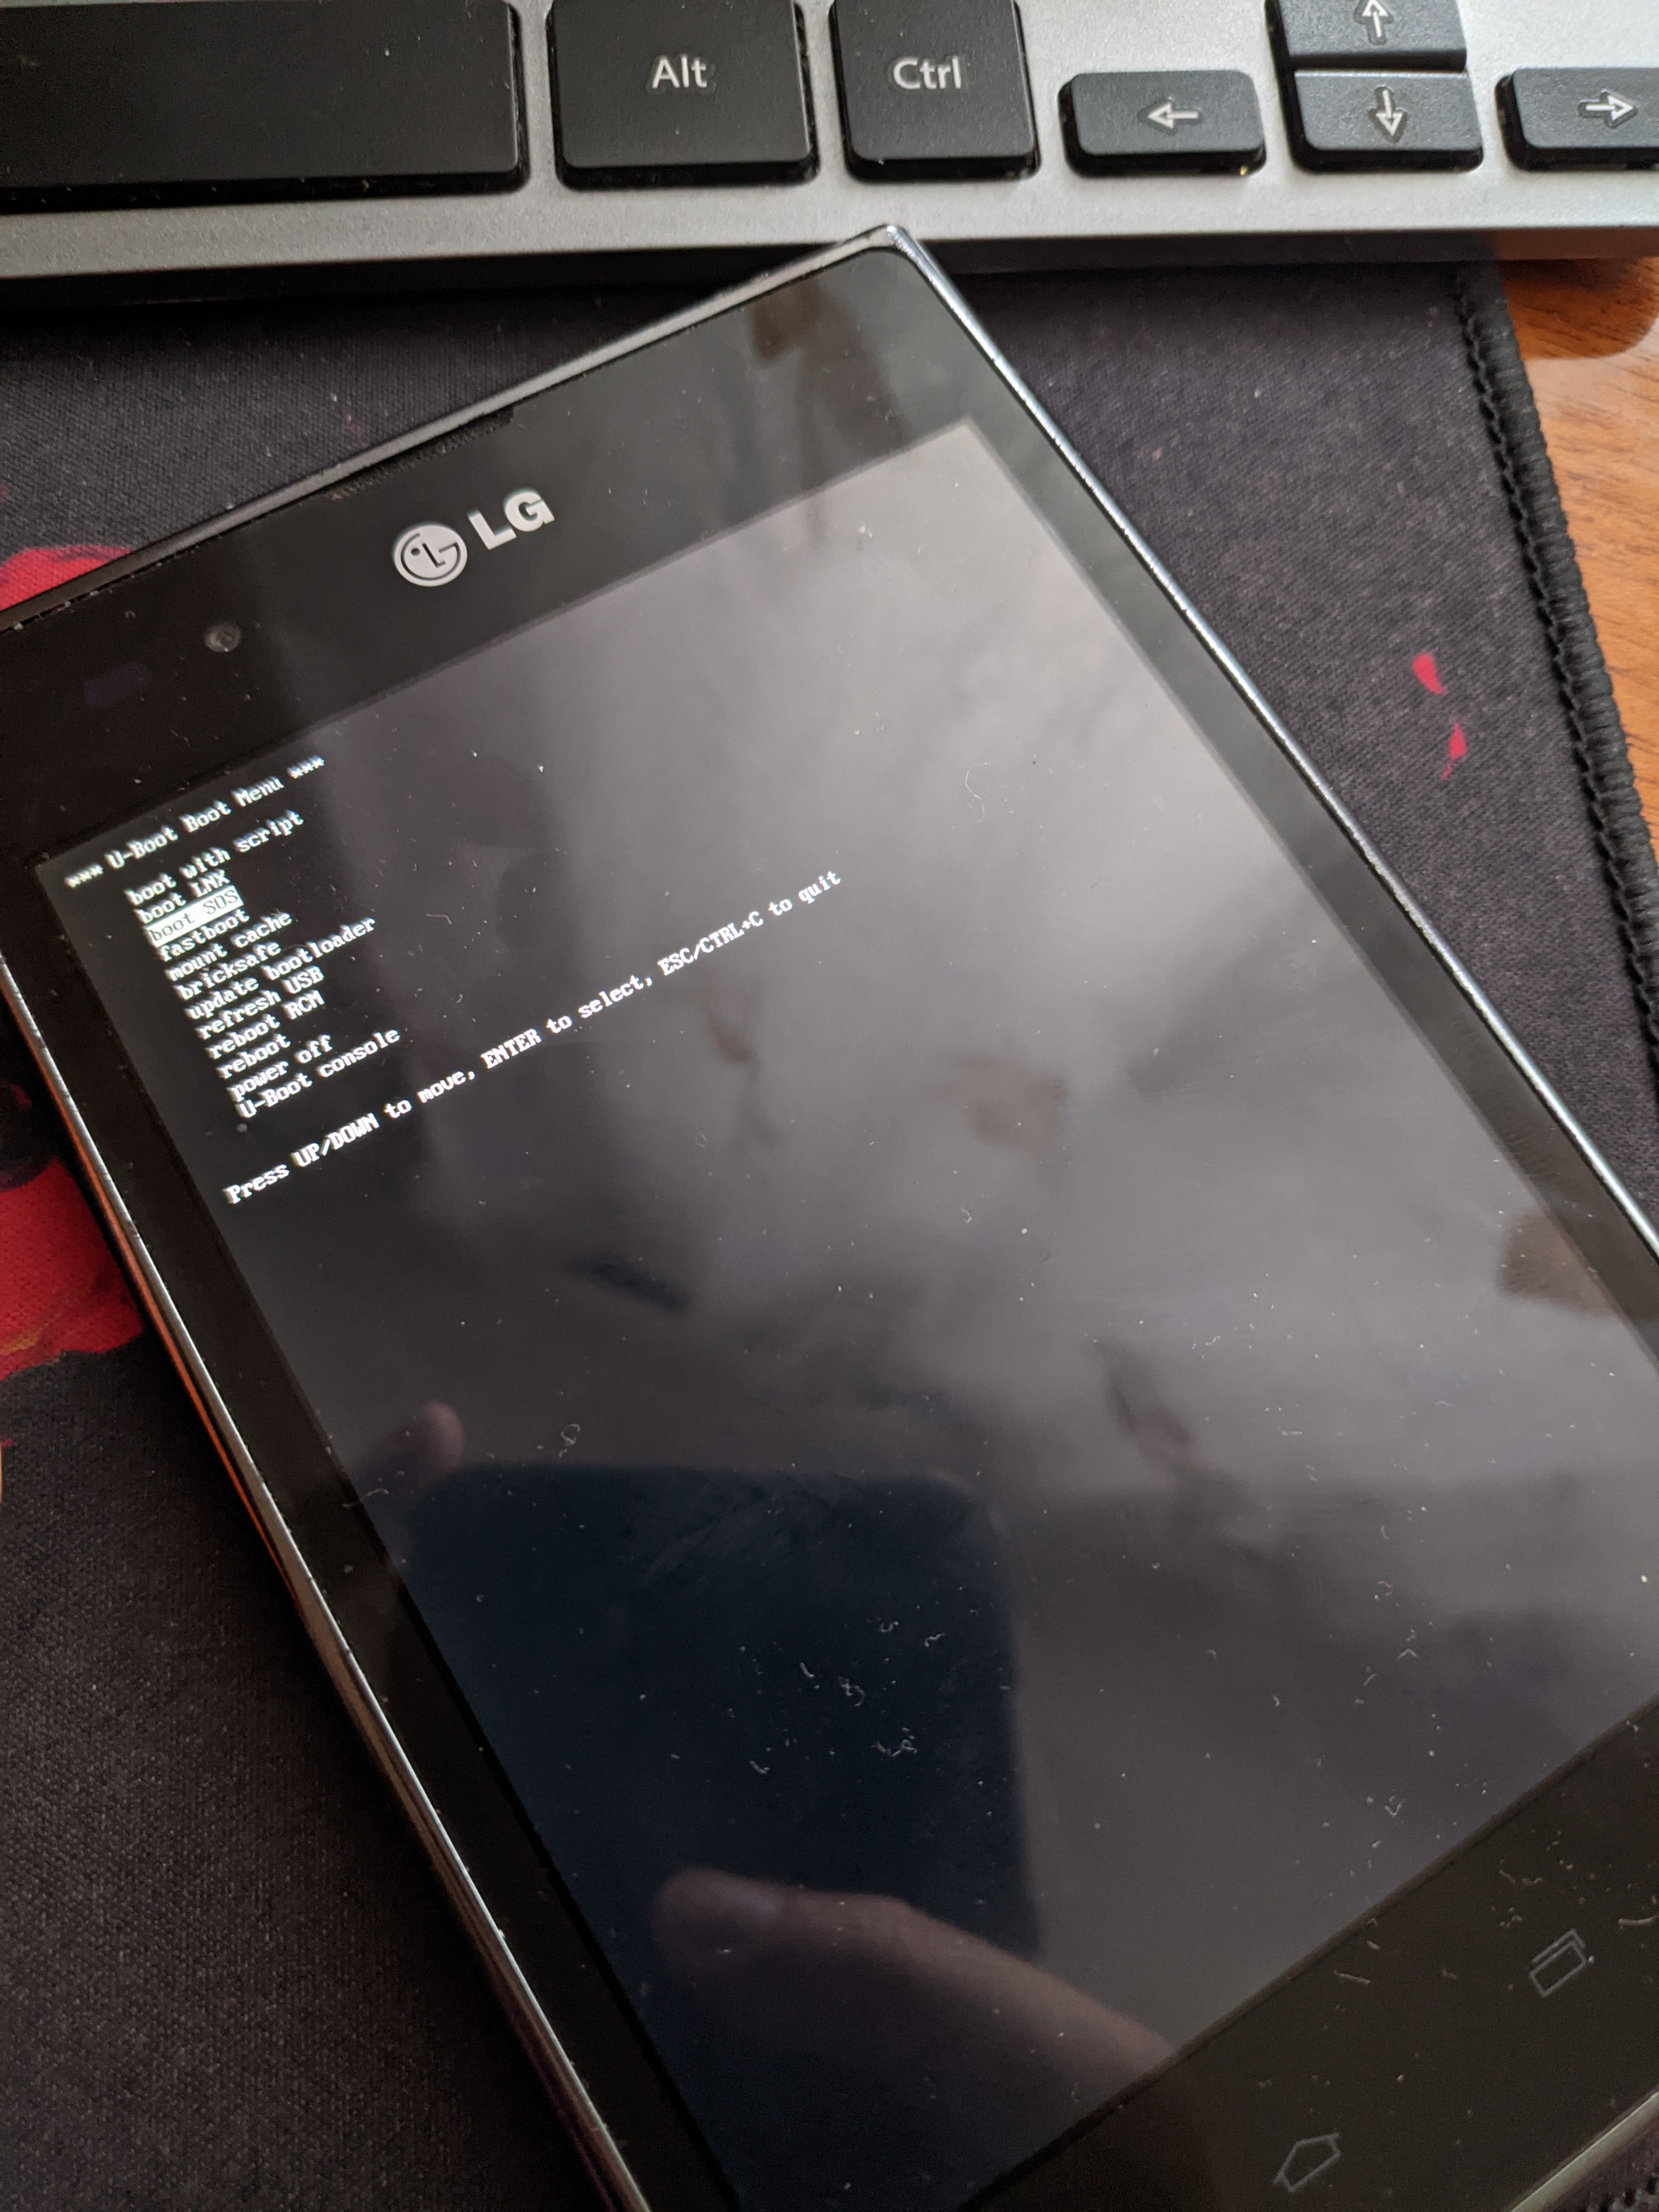 Alt
Ctrl
LG
*** U-Boot Boot Menu ***
boot with script
boot LNX
boot SOS
fastboot
mount cache
bricksafe
update bootloader
refresh USB
reboot RCM
reboot
power off
U-Boot console
Press UP/DOWN to move, ENTER to select, ESC/CTRL+C to quit